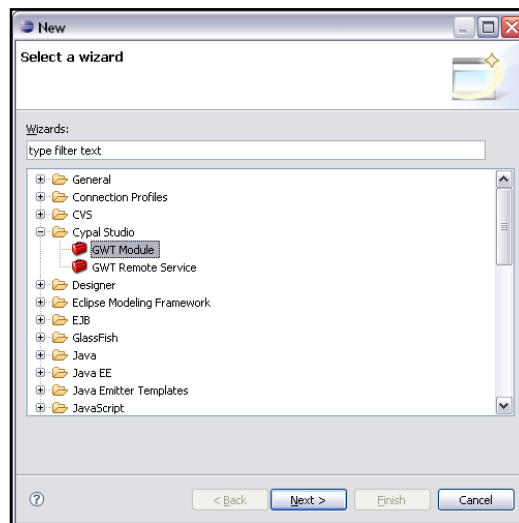 New
Select a wizard
Wizards:
type filter text
General
Connection Profiles
CVS
Cypal Studio
GWT Module
GWT Remote Service
Designer
Eclipse Modeling Framework
EJB
GlassFish
Java
Java EE
Java Emitter Templates
JavaScript
? < Back Next > Finish Cancel